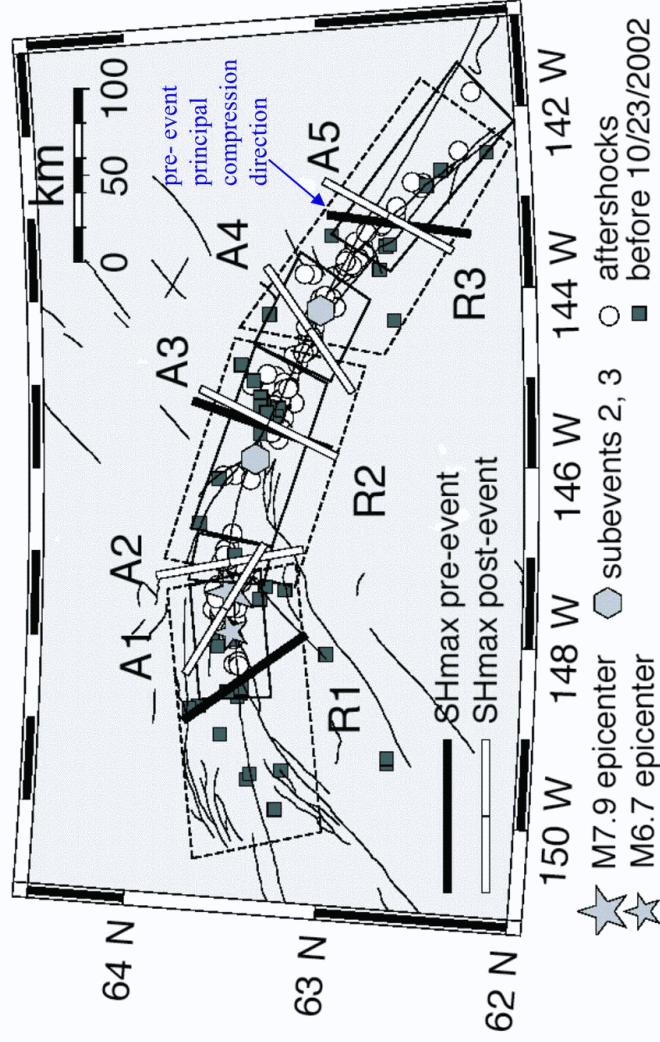 km
0 50 100
pre- event
principal
compression
direction
A1
A2
A3
A4
A5
R1
R2
R3
64 N
63 N
62 N
SHmax pre-event
SHmax post-event
150 W 148 W 146 W 144 W 142 W
M7.9 epicenter subevents 2, 3 aftershocks
M6.7 epicenter before 10/23/2002